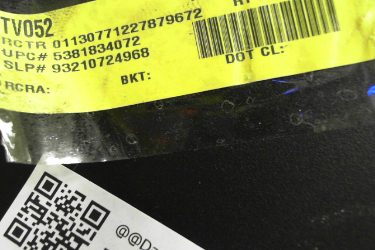 TV052
RCTR 01130771227879672
UPC# 5381834072
SLP# 93210724968
DOT CL:
BKT:
RCRA: